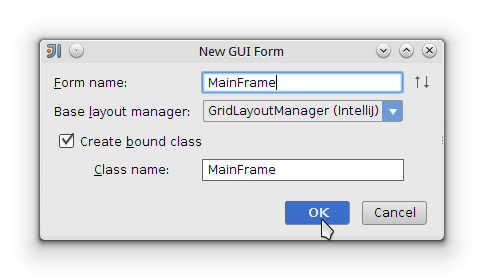 New GUI Form
Form name: MainFrame
Base layout manager: GridLayoutManager (IntelliJ)
Create bound class
Class name: MainFrame
OK Cancel